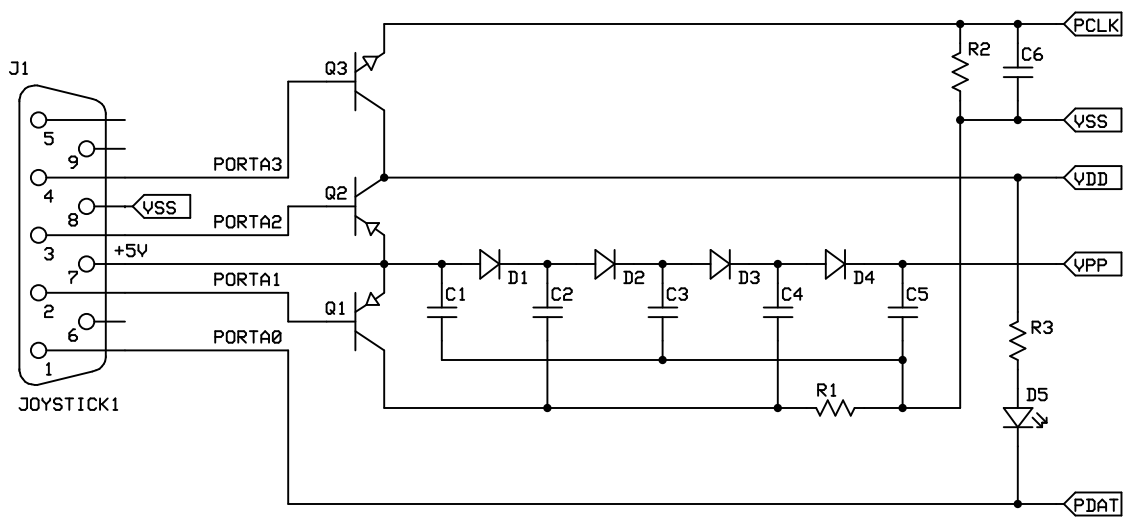 PCLK
R2
C6
J1
Q3
5
VSS
9
PORTA3
4
VDD
Q2
VSS
8
PORTA2
3
+5V
7
VPP
D1
D2
D3
D4
PORTA1
C1
C2
C3
C4
C5
2
Q1
6
R3
PORTA0
1
R1
D5
JOYSTICK1
PDAT